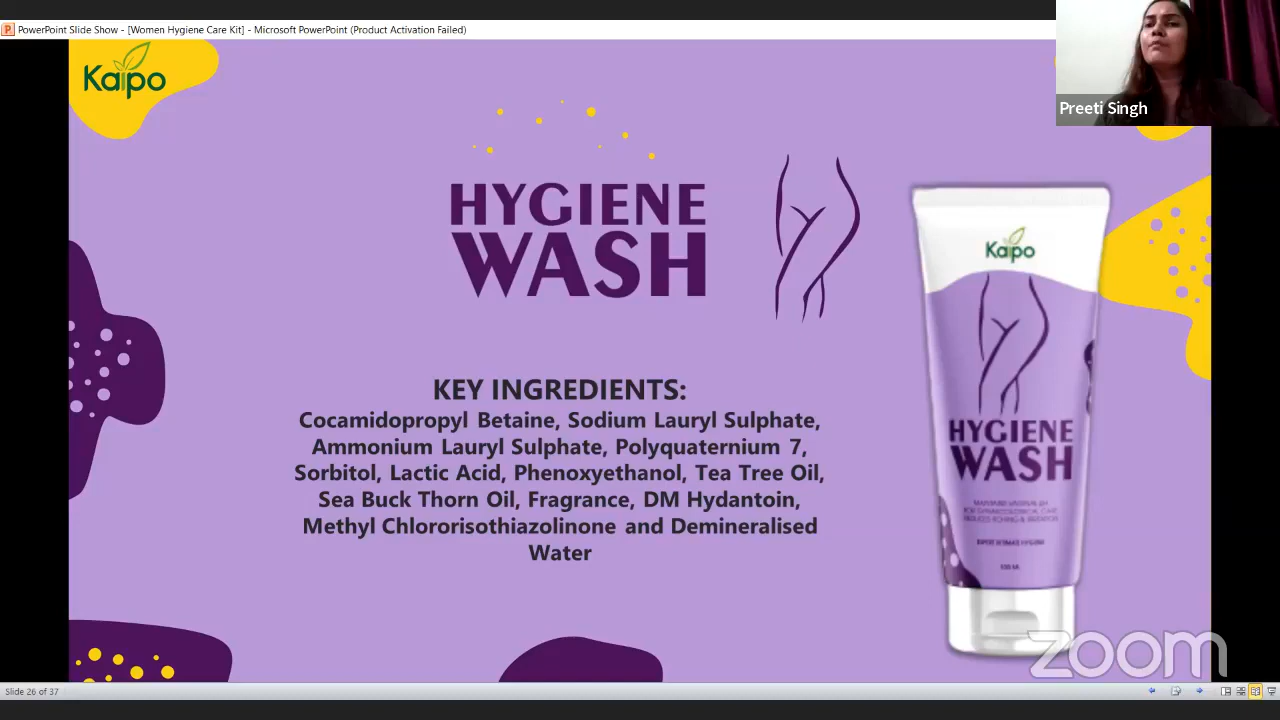 PowerPoint Slide Show - [Women Hygiene Care Kit] - Microsoft PowerPoint (Product Activation Failed)
Kaipo
Preeti Singh
HYGIENE
WASH
Kaipo
KEY INGREDIENTS:
Cocamidopropyl Betaine, Sodium Lauryl Sulphate,
Ammonium Lauryl Sulphate, Polyquaternium 7,
Sorbitol, Lactic Acid, Phenoxyethanol, Tea Tree Oil,
Sea Buck Thorn Oil, Fragrance, DM Hydantoin,
Methyl Chlororisothiazolinone and Demineralised
Water
HYGIENE
WASH
zoom
Slide 26 of 37